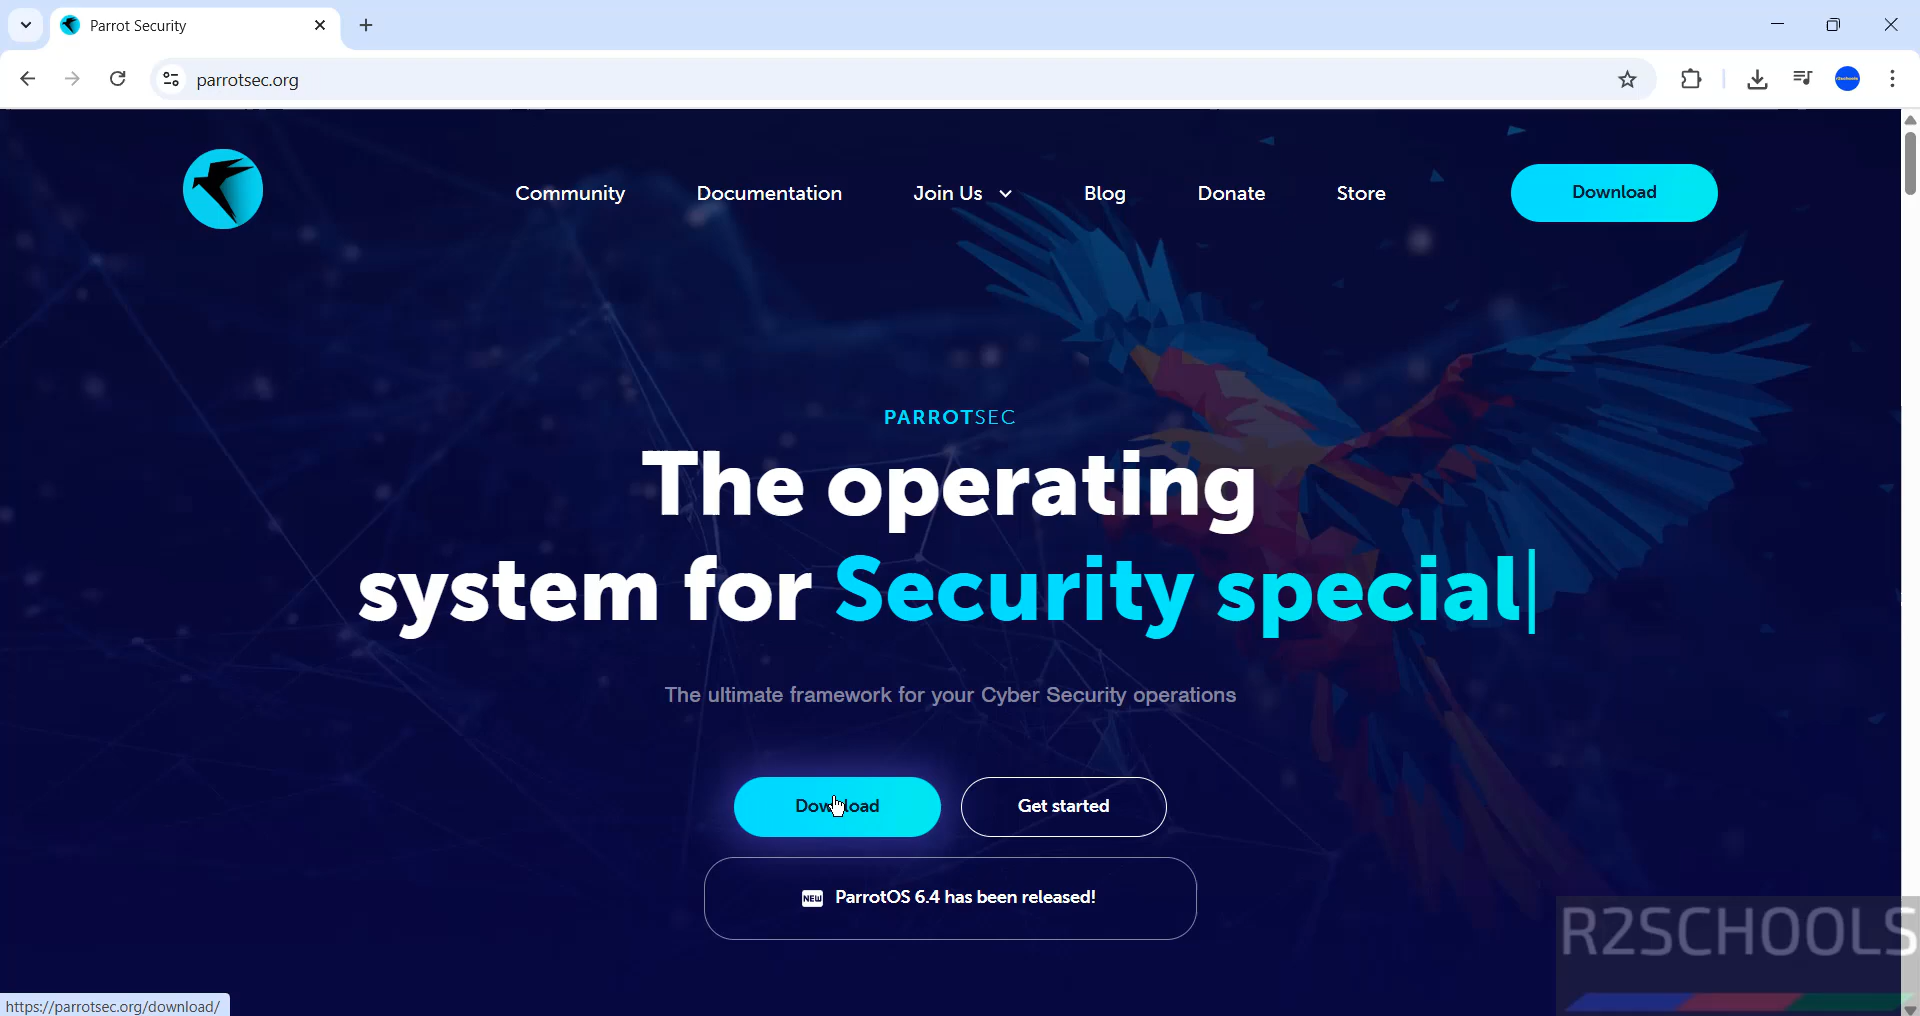 Parrot Security
parrotsec.org
Community Documentation Join Us Blog Donate Store Download
PARROTSEC
The operating
system for Security special
The ultimate framework for your Cyber Security operations
Download Get started
NEW ParrotOS 6.4 has been released!
R2SCHOOLS
https://parrotsec.org/download/